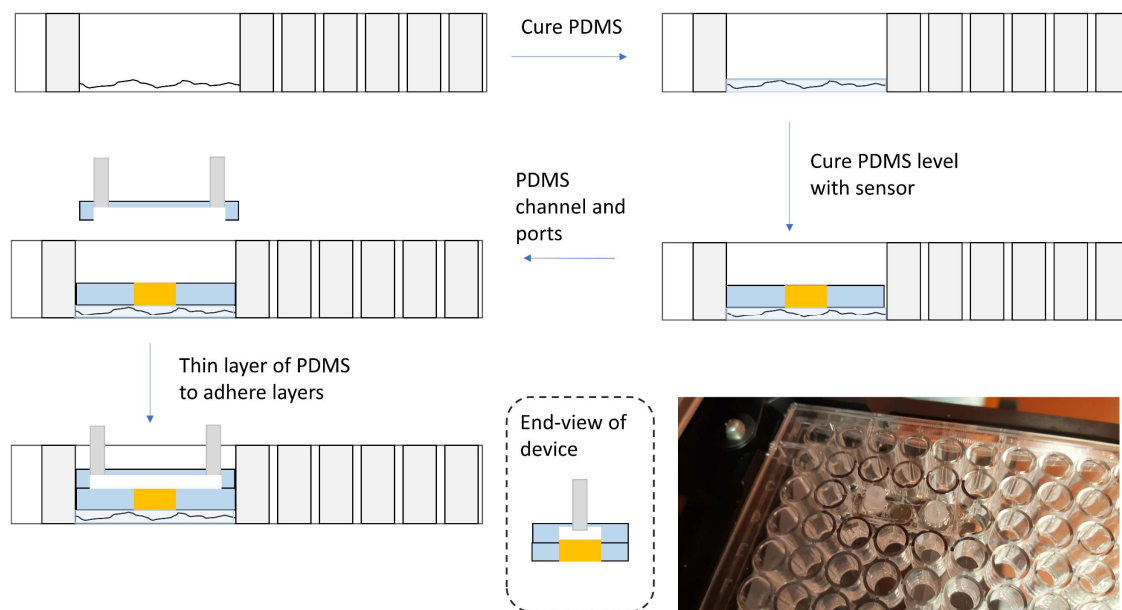 Cure PDMS
Cure PDMS level
with sensor
PDMS
channel and
ports
Thin layer of PDMS
to adhere layers
End-view of
device